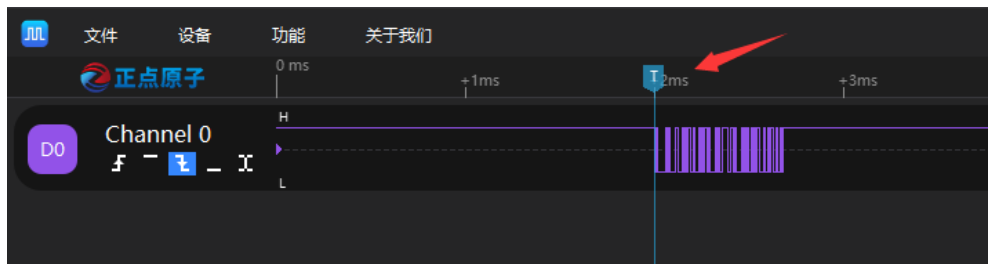 文件 设备 功能 关于我们
正点原子
0 ms +1ms T 2ms +3ms
H
D0 Channel 0
L